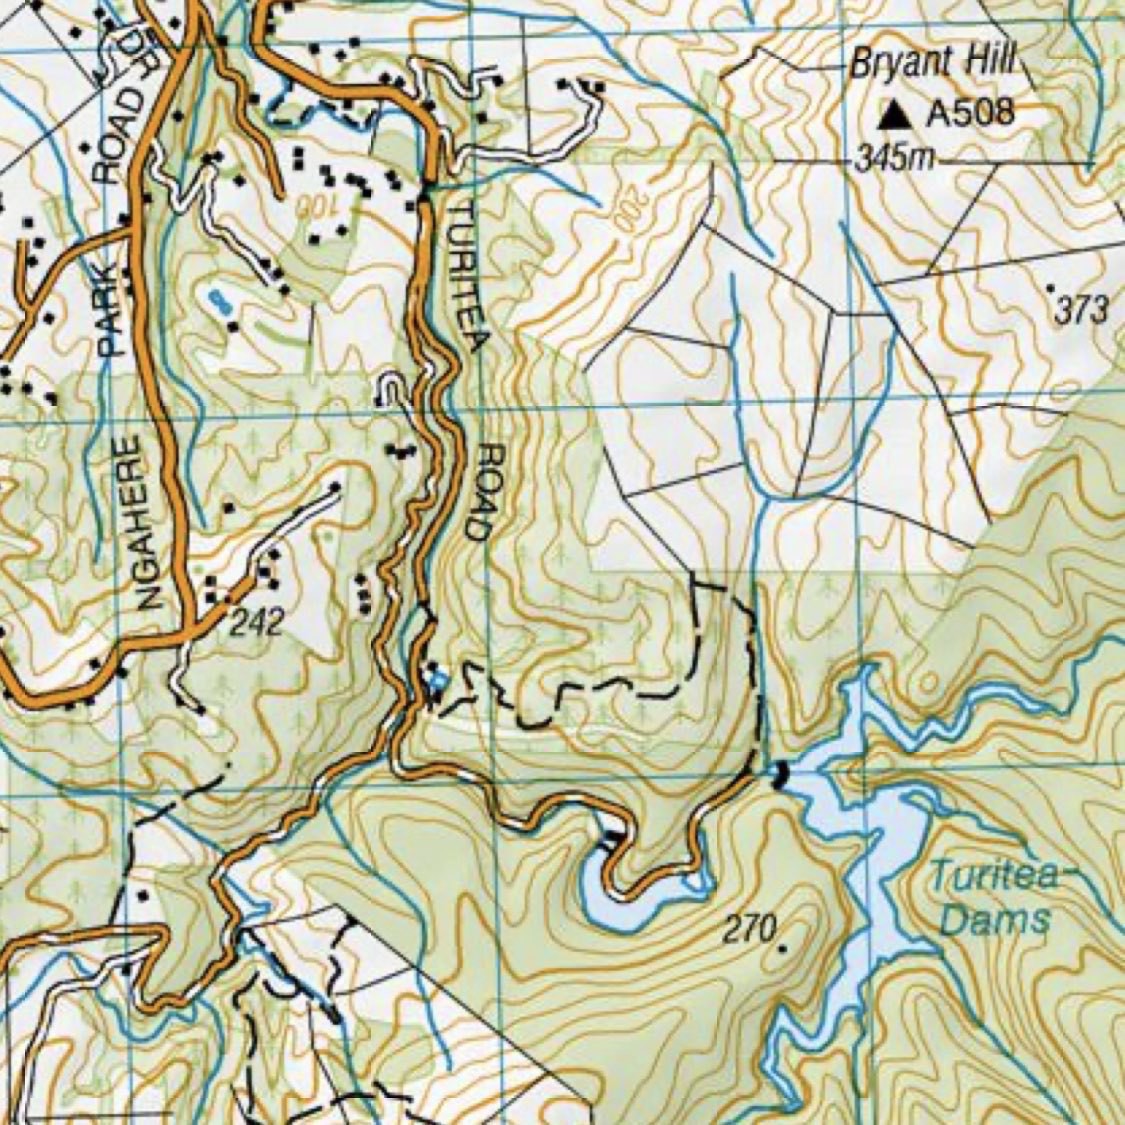 DR
Bryant Hill
A508
345m
NGAHERE PARK ROAD
100
200
TURITEA ROAD
373
242
Turitea
Dams
270